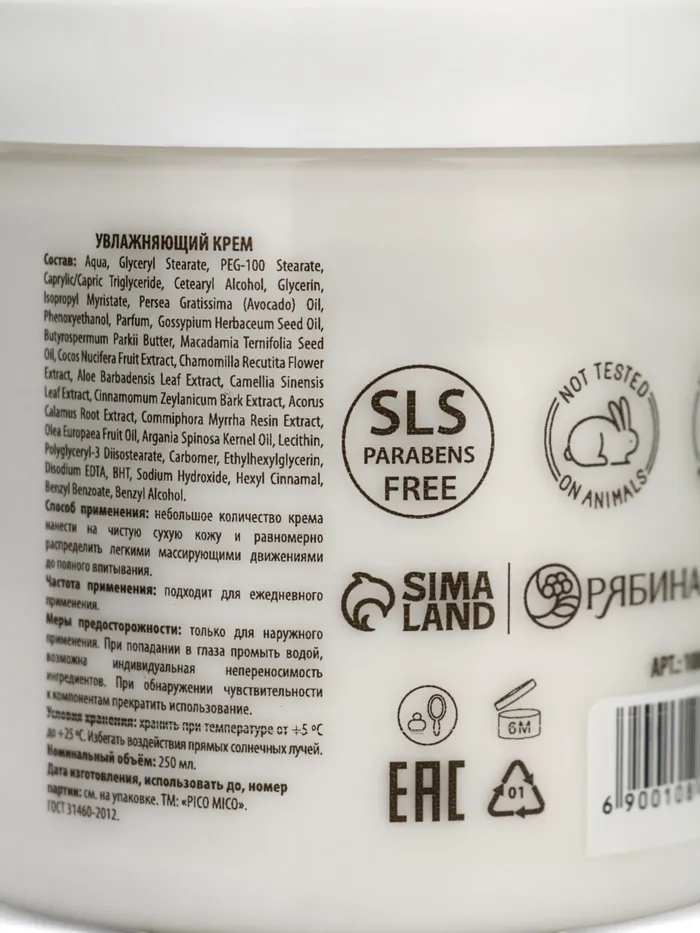 УВЛАЖНЯЮЩИЙ КРЕМ
Состав: Aqua, Glyceryl Stearate, PEG-100 Stearate,
Caprylic/Capric Triglyceride, Cetearyl Alcohol, Glycerin,
Isopropyl Myristate, Persea Gratissima (Avocado) Oil,
Phenoxyethanol, Parfum, Gossypium Herbaceum Seed Oil,
Butyrospermum Parkii Butter, Macadamia Ternifolia Seed
Oil, Cocos Nucifera Fruit Extract, Chamomilla Recutita Flower
Extract, Aloe Barbadensis Leaf Extract, Camellia Sinensis
Leaf Extract, Cinnamomum Zeylanicum Bark Extract, Acorus
Calamus Root Extract, Commiphora Myrrha Resin Extract,
Olea Europaea Fruit Oil, Argania Spinosa Kernel Oil, Lecithin,
Polyglyceryl-3 Diisostearate, Carbomer, Ethylhexylglycerin,
Disodium EDTA, BHT, Sodium Hydroxide, Hexyl Cinnamal,
Benzyl Benzoate, Benzyl Alcohol.
Способ применения: небольшое количество крема
нанести на чистую сухую кожу и равномерно
распределить легкими массирующими движениями
до полного впитывания.
Частота применения: подходит для ежедневного
применения.
Меры предосторожности: только для наружного
применения. При попадании в глаза промыть водой,
возможна индивидуальная непереносимость
ингредиентов. При обнаружении чувствительности
к компонентам прекратить использование.
Условия хранения: хранить при температуре от +5 °C
до +25 °C. Избегать воздействия прямых солнечных лучей.
Номинальный объём: 250 мл.
Дата изготовления, использовать до, номер
партии: см. на упаковке. ТМ: «PICO MICO».
ГОСТ 31460-2012.
SLS
PARABENS
FREE
NOT TESTED
ON ANIMALS
SIMA
LAND
РЯБИНА
АРТ.:
6M
EAC
01
6 900108